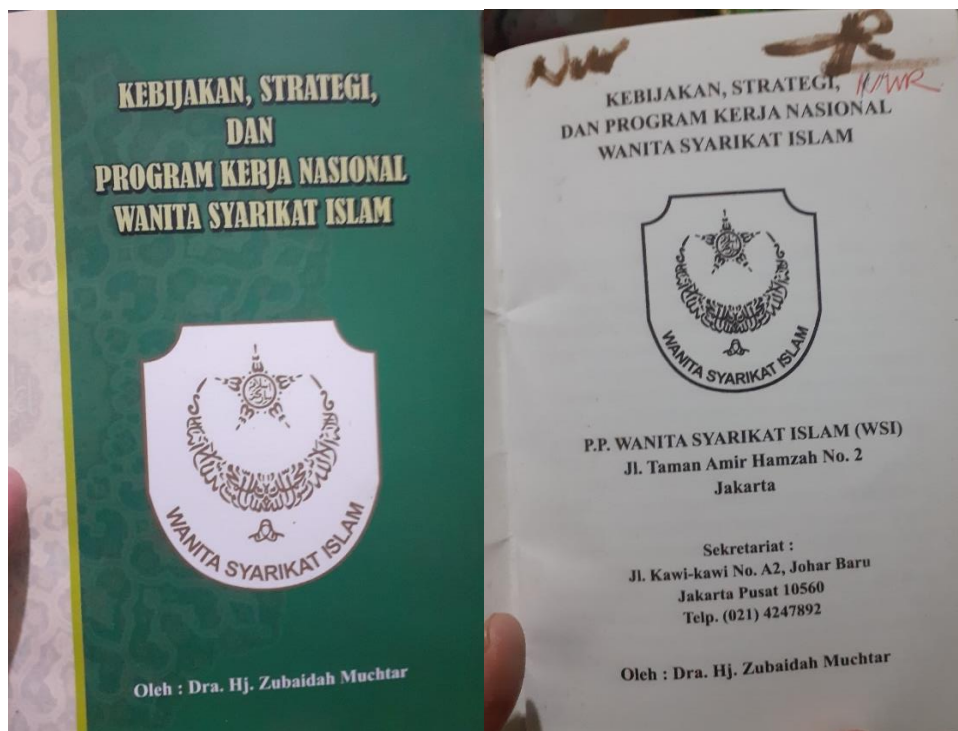 KEBIJAKAN, STRATEGI,
DAN
PROGRAM KERJA NASIONAL
WANITA SYARIKAT ISLAM
WANITA SYARIKAT ISLAM
Oleh : Dra. Hj. Zubaidah Muchtar
KEBIJAKAN, STRATEGI,
DAN PROGRAM KERJA NASIONAL
WANITA SYARIKAT ISLAM
WANITA SYARIKAT ISLAM
P.P. WANITA SYARIKAT ISLAM (WSI)
Jl. Taman Amir Hamzah No. 2
Jakarta
Sekretariat :
Jl. Kawi-kawi No. A2, Johar Baru
Jakarta Pusat 10560
Telp. (021) 4247892
Oleh : Dra. Hj. Zubaidah Muchtar